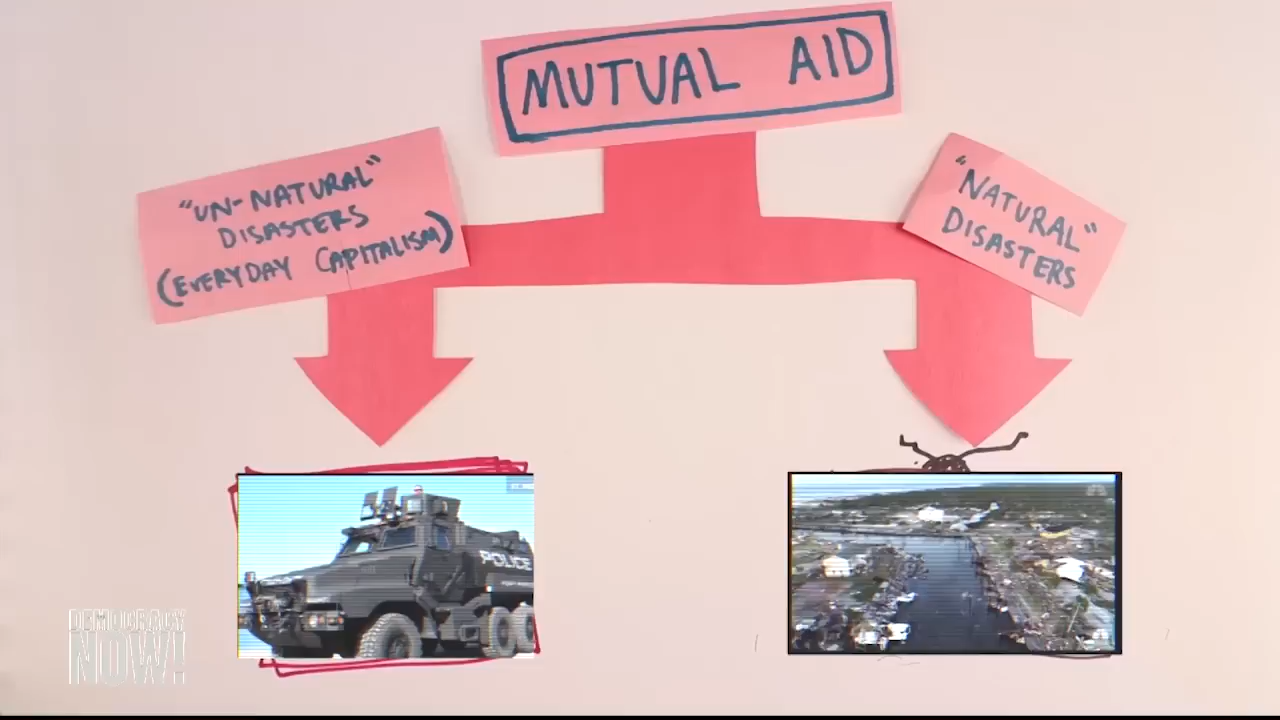 MUTUAL AID
"UN-NATURAL"
DISASTERS
(EVERYDAY CAPITALISM)
"NATURAL"
DISASTERS
POLICE
DEMOCRACY
NOW!